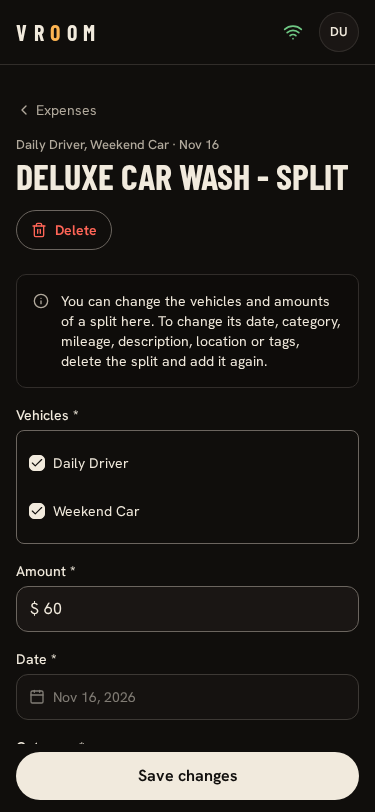 VROOM
DU
Expenses
Daily Driver, Weekend Car · Nov 16
DELUXE CAR WASH - SPLIT
Delete
You can change the vehicles and amounts
of a split here. To change its date, category,
mileage, description, location or tags,
delete the split and add it again.
Vehicles *
Daily Driver
Weekend Car
Amount *
$ 60
Date *
Nov 16, 2026
Save changes